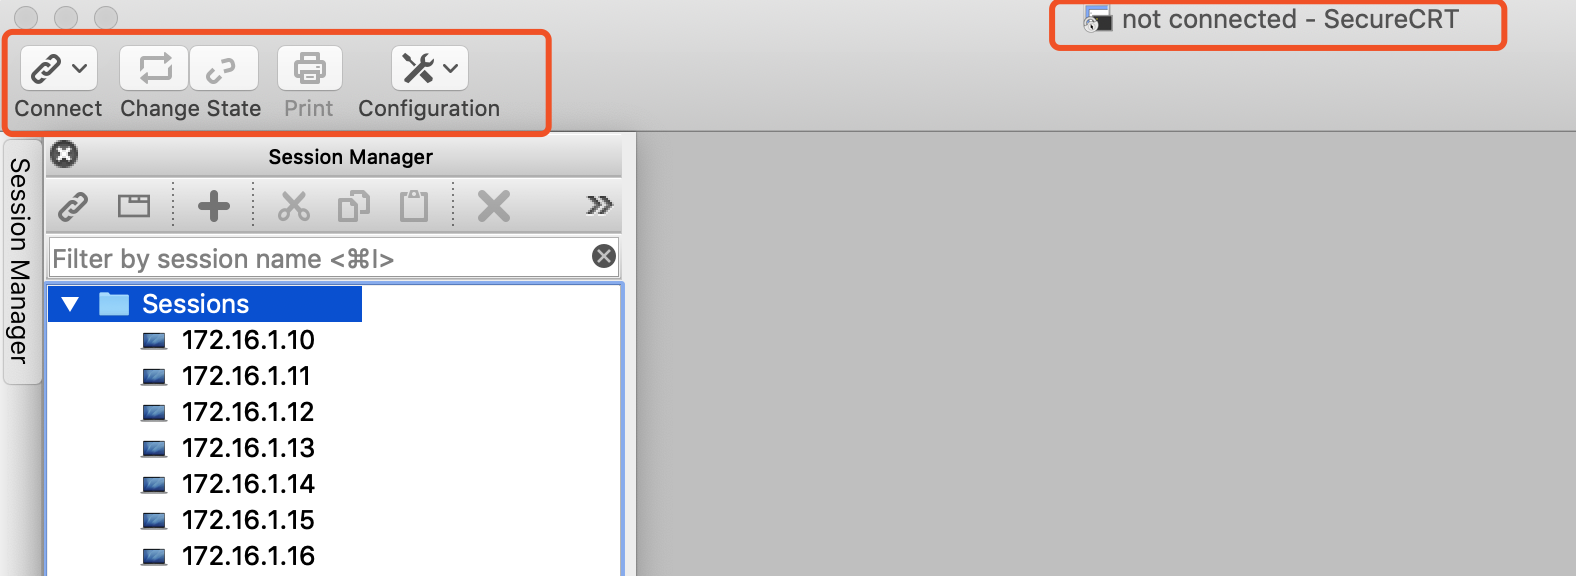 not connected - SecureCRT
Connect
Change State
Print
Configuration
Session Manager
Session Manager
Filter by session name <⌘I>
Sessions
172.16.1.10
172.16.1.11
172.16.1.12
172.16.1.13
172.16.1.14
172.16.1.15
172.16.1.16